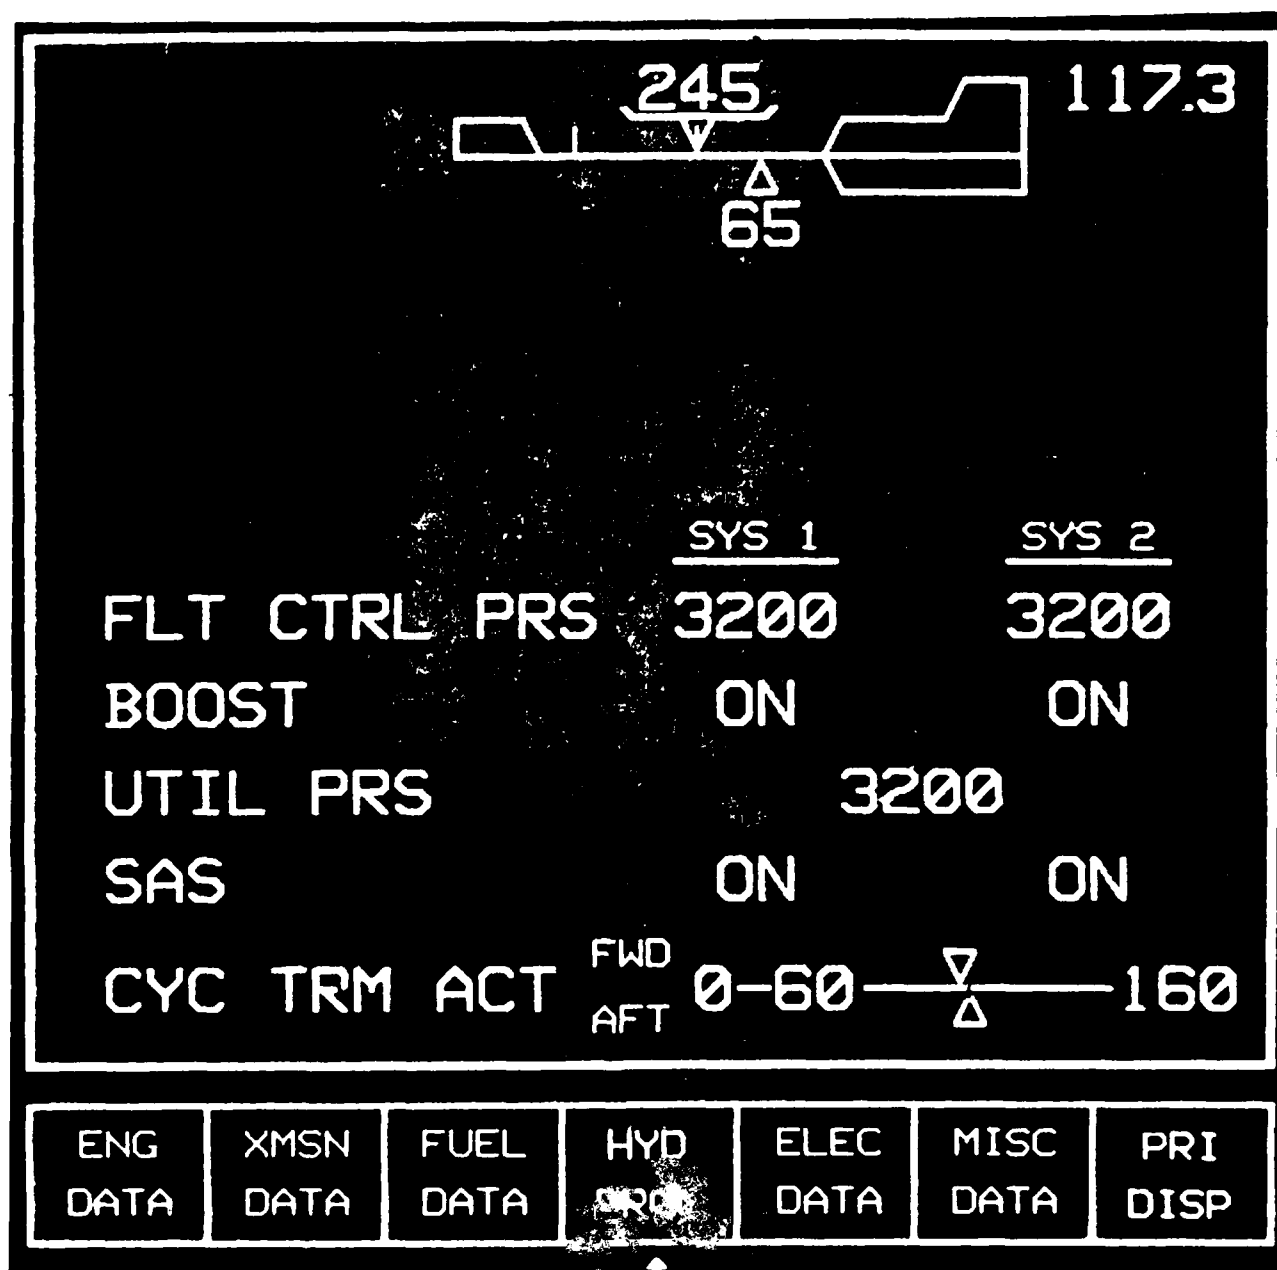 245 117.3
65
SYS 1 SYS 2
FLT CTRL PRS 3200 3200
BOOST ON ON
UTIL PRS 3200
SAS ON ON
CYC TRM ACT FWD AFT 0-60 160
ENG DATA
XMSN DATA
FUEL DATA
HYD
ELEC DATA
MISC DATA
PRI DISP